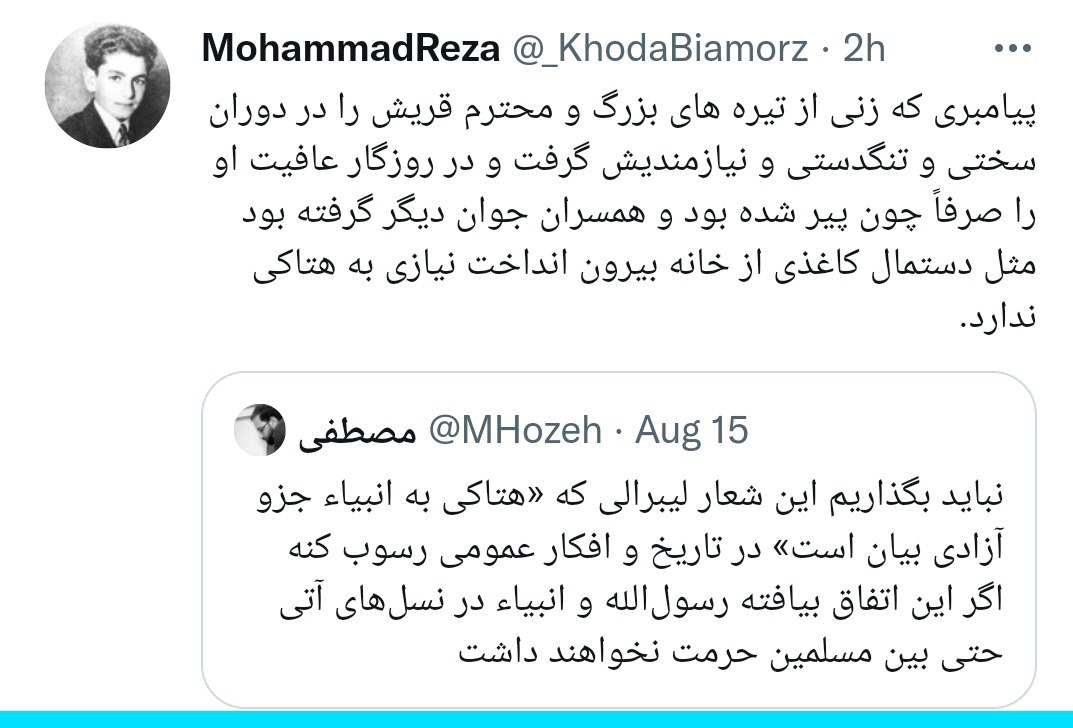 MohammadReza @_KhodaBiamorz · 2h
پیامبری که زنی از تیره های بزرگ و محترم قریش را در دوران
سختی و تنگدستی و نیازمندیش گرفت و در روزگار عافیت او
را صرفاً چون پیر شده بود و همسران جوان دیگر گرفته بود
مثل دستمال کاغذی از خانه بیرون انداخت نیازی به هتاکی
ندارد.
مصطفی @MHozeh · Aug 15
نباید بگذاریم این شعار لیبرالی که «هتاکی به انبیاء جزو
آزادی بیان است» در تاریخ و افکار عمومی رسوب کنه
اگر این اتفاق بیافته رسول‌الله و انبیاء در نسل‌های آتی
حتی بین مسلمین حرمت نخواهند داشت